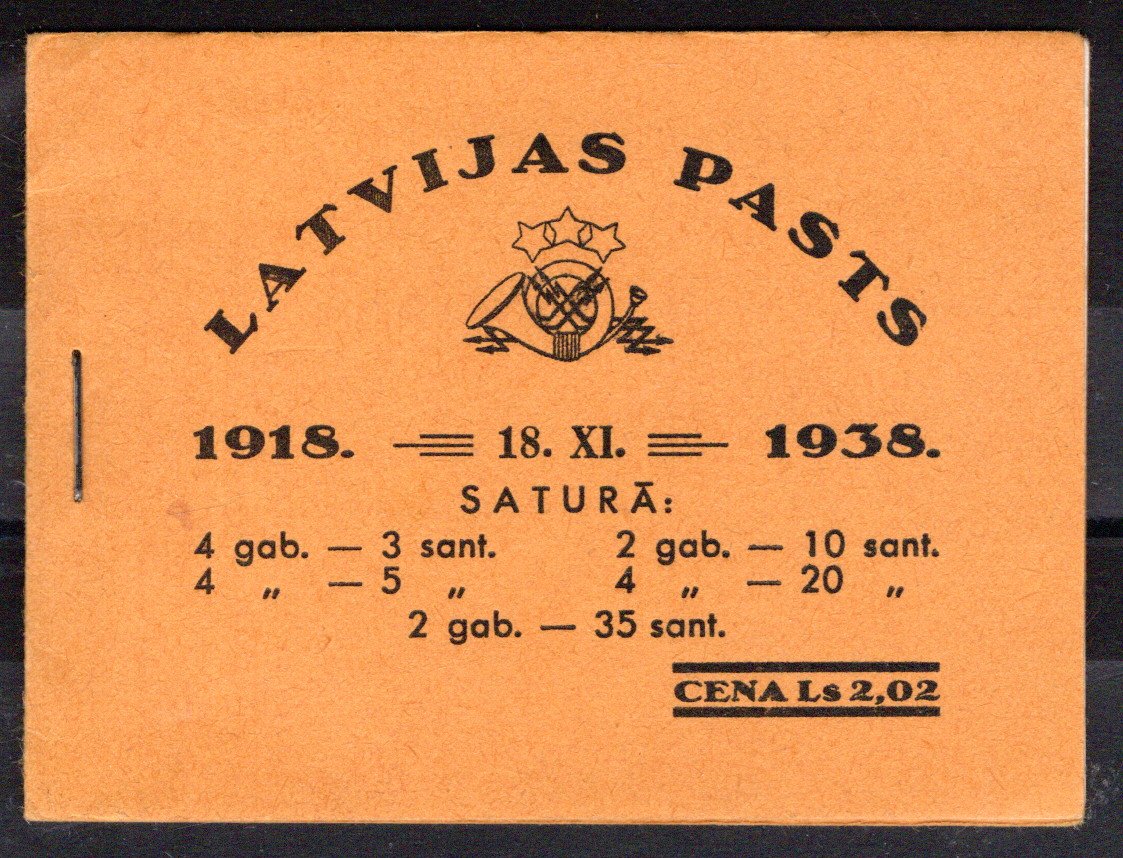 LATVIJAS PASTS
1918. 18. XI. 1938.
SATURĀ:
4 gab. — 3 sant. 2 gab. — 10 sant.
4 „ — 5 „ 4 „ — 20 „
2 gab. — 35 sant.
CENA Ls 2,02